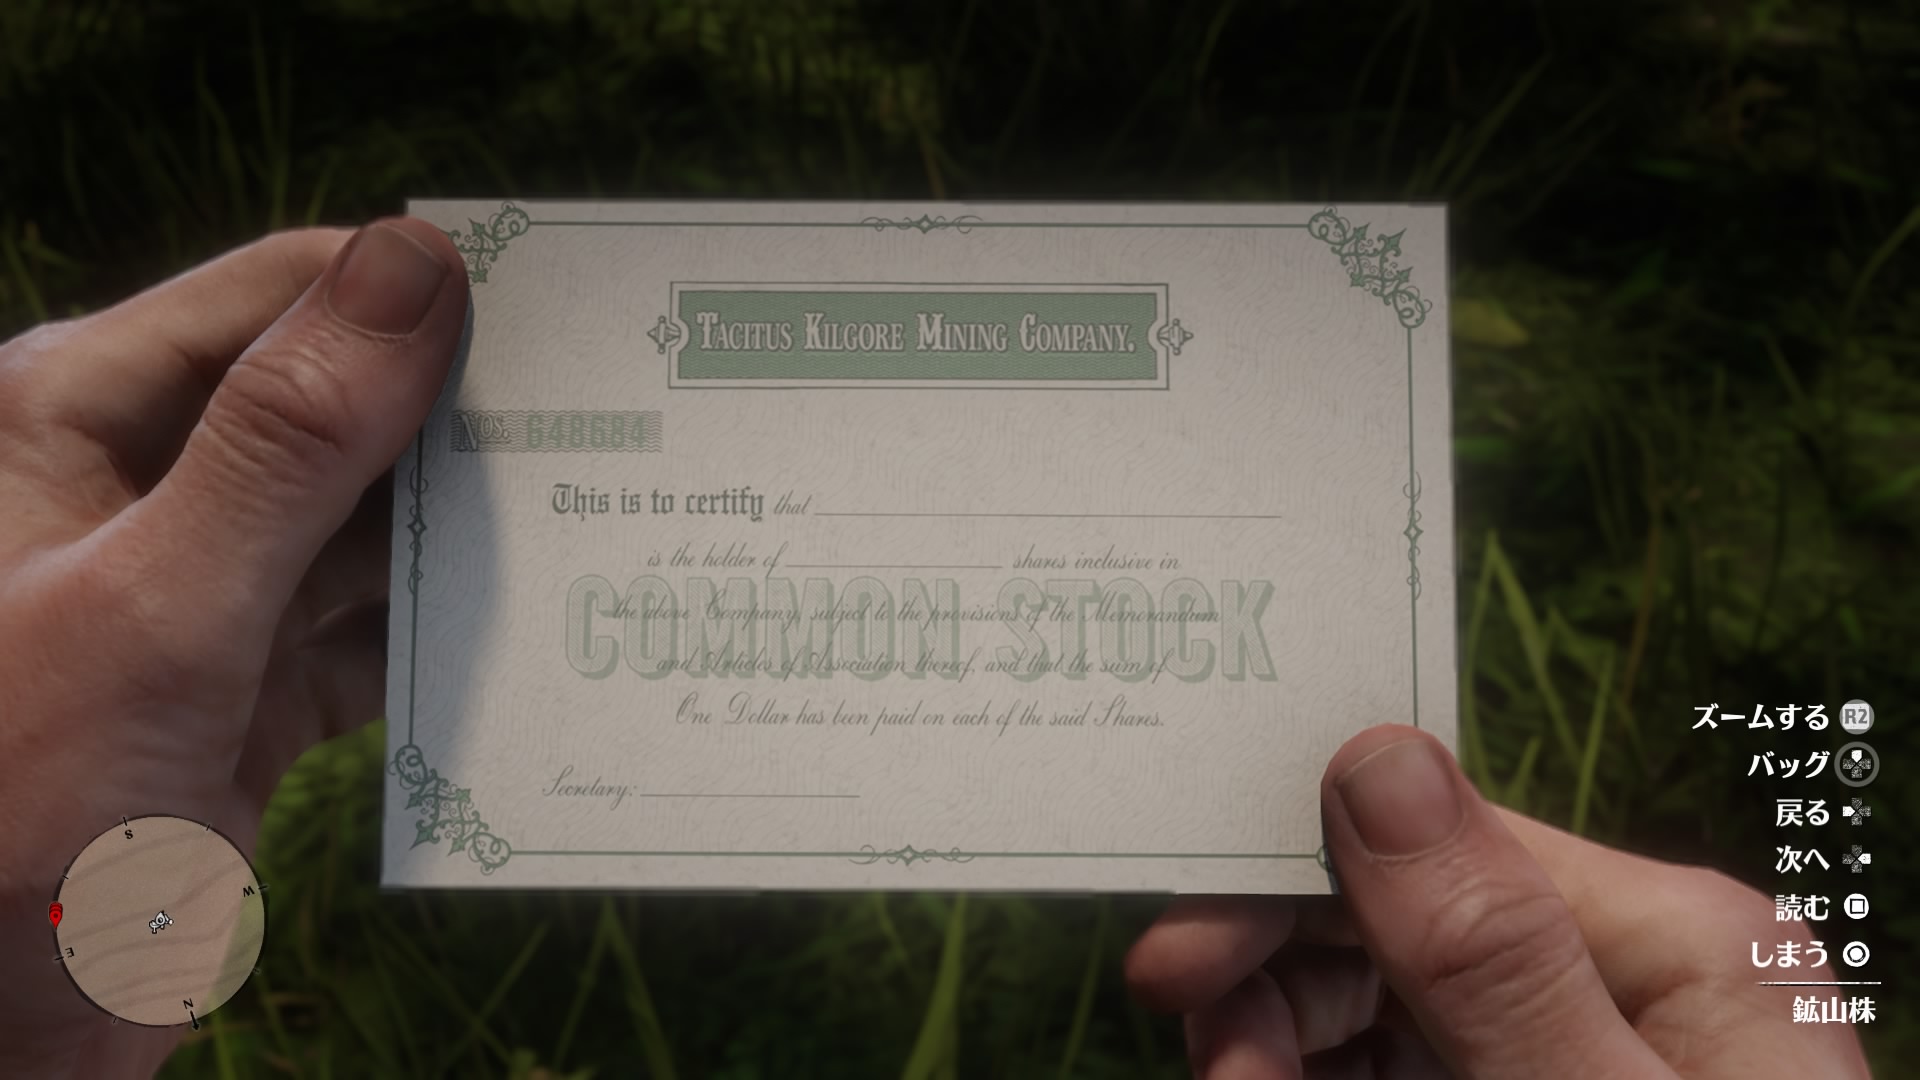 TACITUS KILGORE MINING COMPANY.
Nos. 648684
This is to certify that
is the holder of shares inclusive in
COMMON STOCK
the above Company, subject to the provisions of the Memorandum
and Articles of Association thereof, and that the sum of
One Dollar has been paid on each of the said Shares.
Secretary:
S
W
E
N
ズームする R2
バッグ
戻る
次へ
読む
しまう
鉱山株